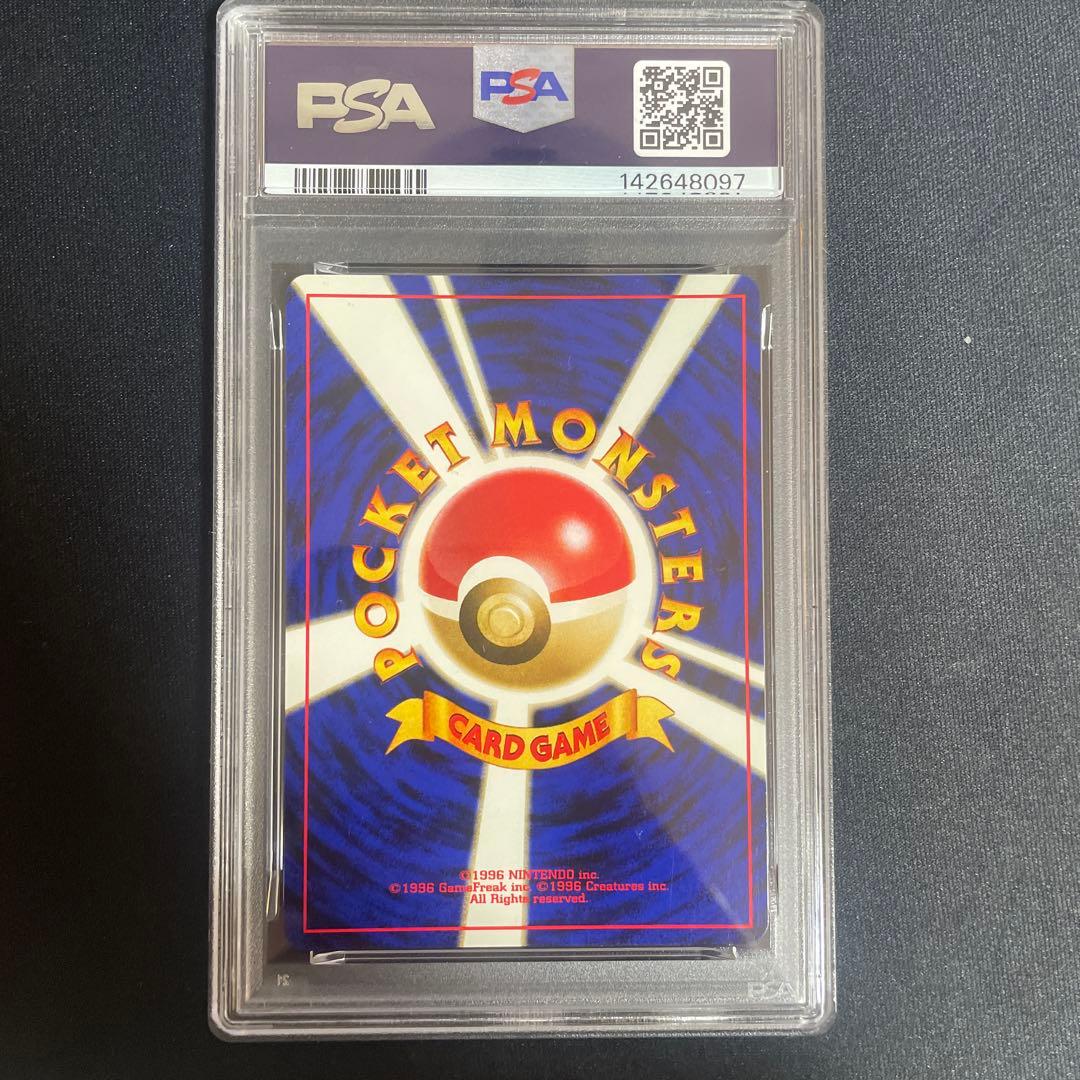 PSA
PSA
142648097
POCKET MONSTERS
CARD GAME
©1996 NINTENDO inc.
©1996 GameFreak inc. ©1996 Creatures inc.
All Rights reserved.
PSA